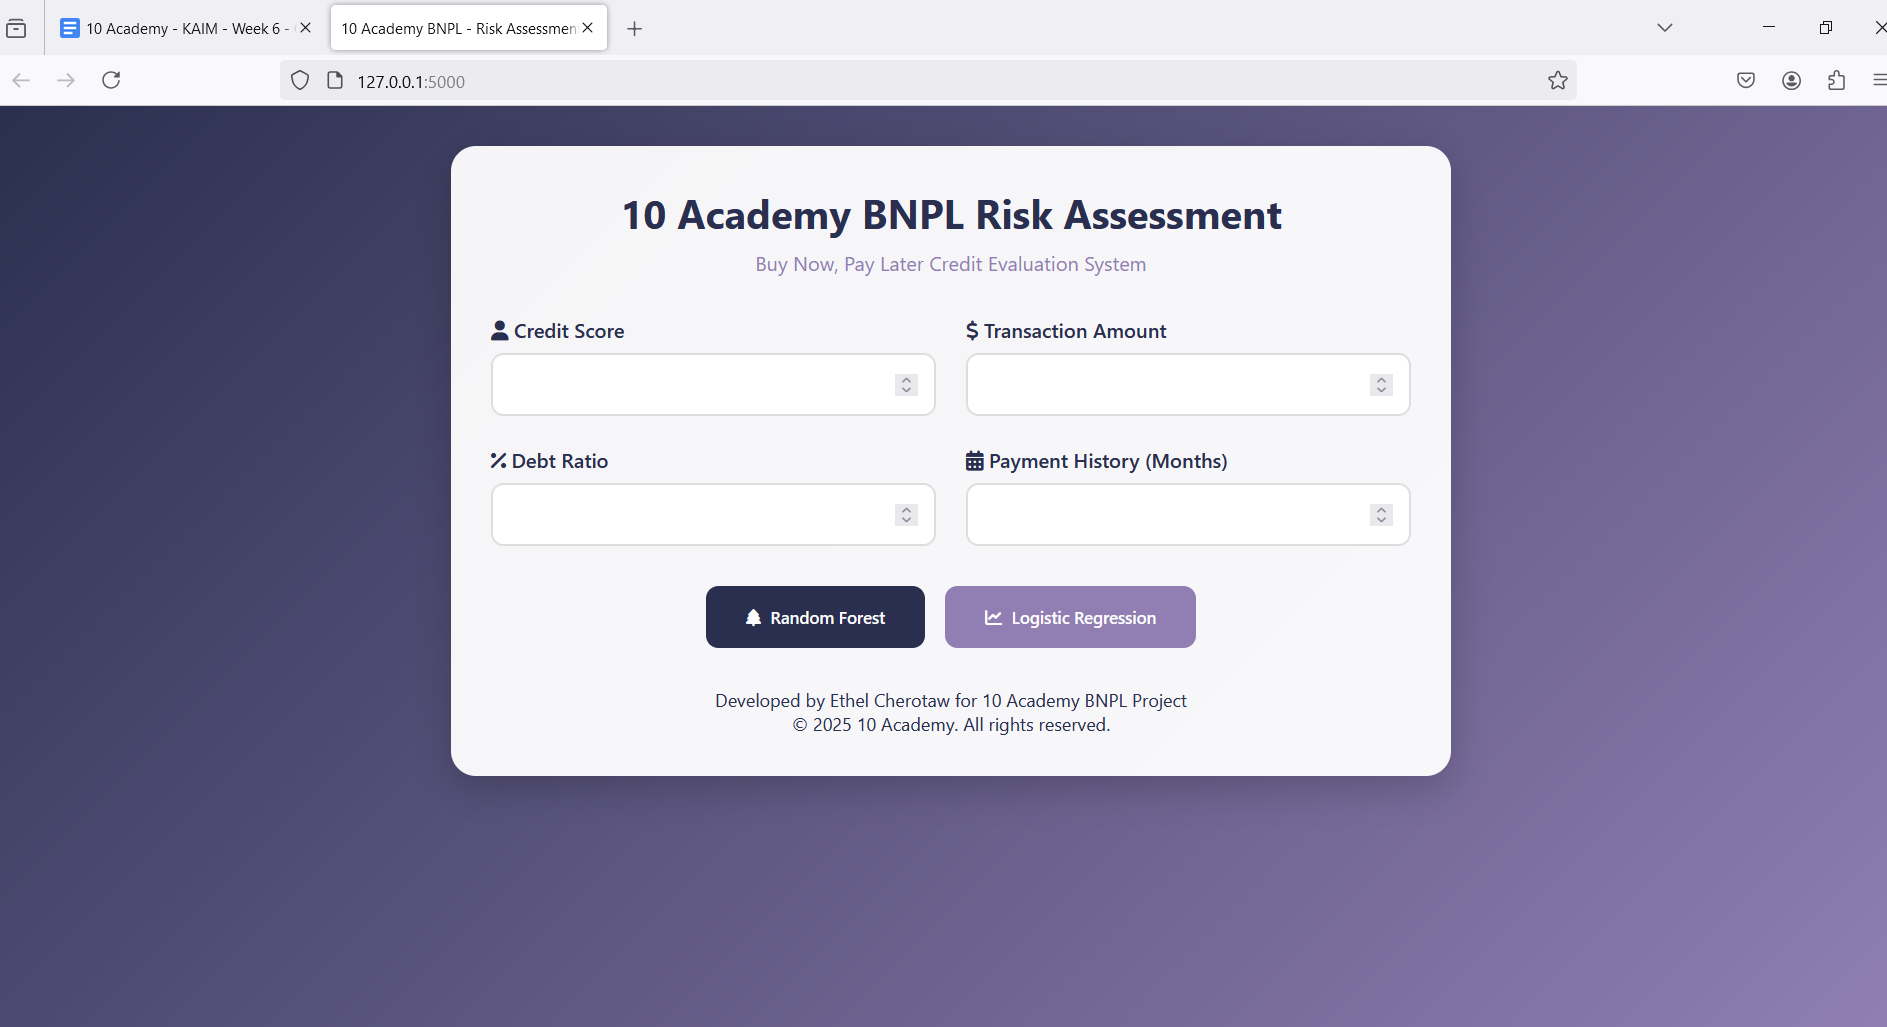 10 Academy - KAIM - Week 6 -
10 Academy BNPL - Risk Assessmen
127.0.0.1:5000
10 Academy BNPL Risk Assessment
Buy Now, Pay Later Credit Evaluation System
Credit Score
$ Transaction Amount
% Debt Ratio
Payment History (Months)
Random Forest
Logistic Regression
Developed by Ethel Cherotaw for 10 Academy BNPL Project
© 2025 10 Academy. All rights reserved.